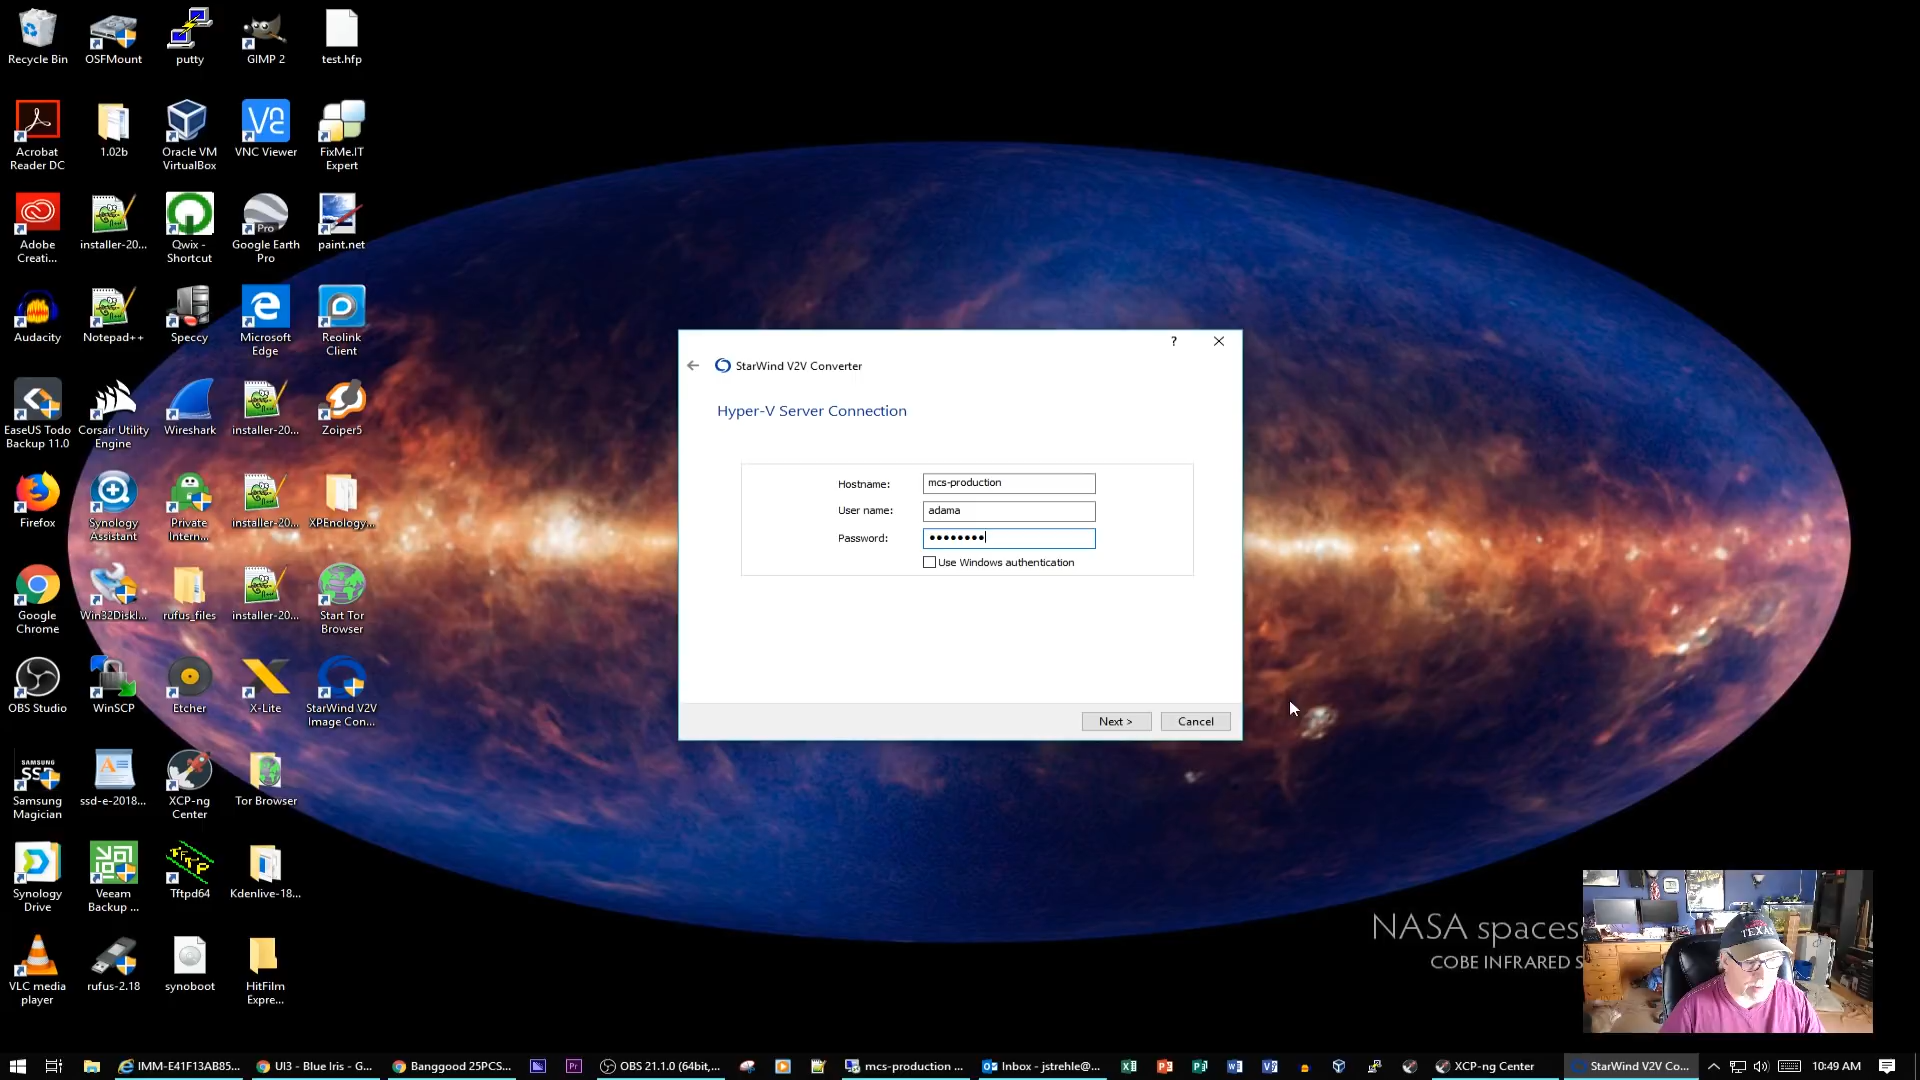 Recycle Bin
OSFMount
putty
GIMP 2
test.hfp
Acrobat
Reader DC
1.02b
Oracle VM
VirtualBox
VNC Viewer
FixMe.IT
Expert
Adobe
Creati...
installer-20...
Qwix -
Shortcut
Pro
Google Earth
Pro
paint.net
Audacity
Notepad++
Speccy
Microsoft
Edge
Reolink
Client
EaseUS Todo
Backup 11.0
Corsair Utility
Engine
Wireshark
installer-20...
Zoiper5
Firefox
Synology
Assistant
Private
Intern...
installer-20...
XPEnology...
Google
Chrome
Win32DiskI...
rufus_files
installer-20...
Start Tor
Browser
OBS Studio
WinSCP
Etcher
X-Lite
StarWind V2V
Image Con...
SAMSUNG
SSD
Samsung
Magician
ssd-e-2018...
XCP-ng
Center
Tor Browser
Synology
Drive
Veeam
Backup ...
Tftpd64
Kdenlive-18...
VLC media
player
rufus-2.18
synoboot
HitFilm
Expre...
?
StarWind V2V Converter
Hyper-V Server Connection
Hostname: mcs-production
User name: adama
Password: ●●●●●●●●
Use Windows authentication
Next >
Cancel
NASA spaces
COBE INFRARED S
TEXAS
IMM-E41F13AB85...
UI3 - Blue Iris - G...
Banggood 25PCS...
OBS 21.1.0 (64bit,...
mcs-production ...
Inbox - jstrehle@...
XCP-ng Center
StarWind V2V Co...
10:49 AM